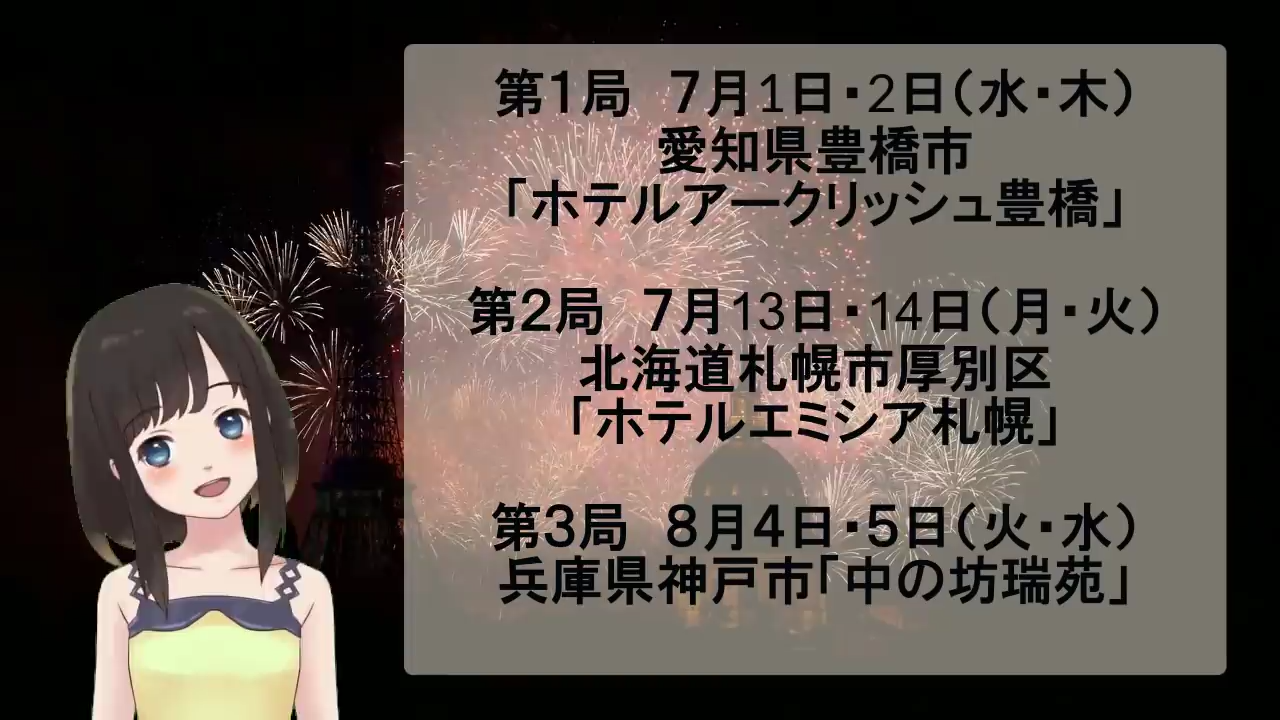 第1局　7月1日・2日（水・木）
愛知県豊橋市
「ホテルアークリッシュ豊橋」
第2局　7月13日・14日（月・火）
北海道札幌市厚別区
「ホテルエミシア札幌」
第3局　8月4日・5日（火・水）
兵庫県神戸市「中の坊瑞苑」